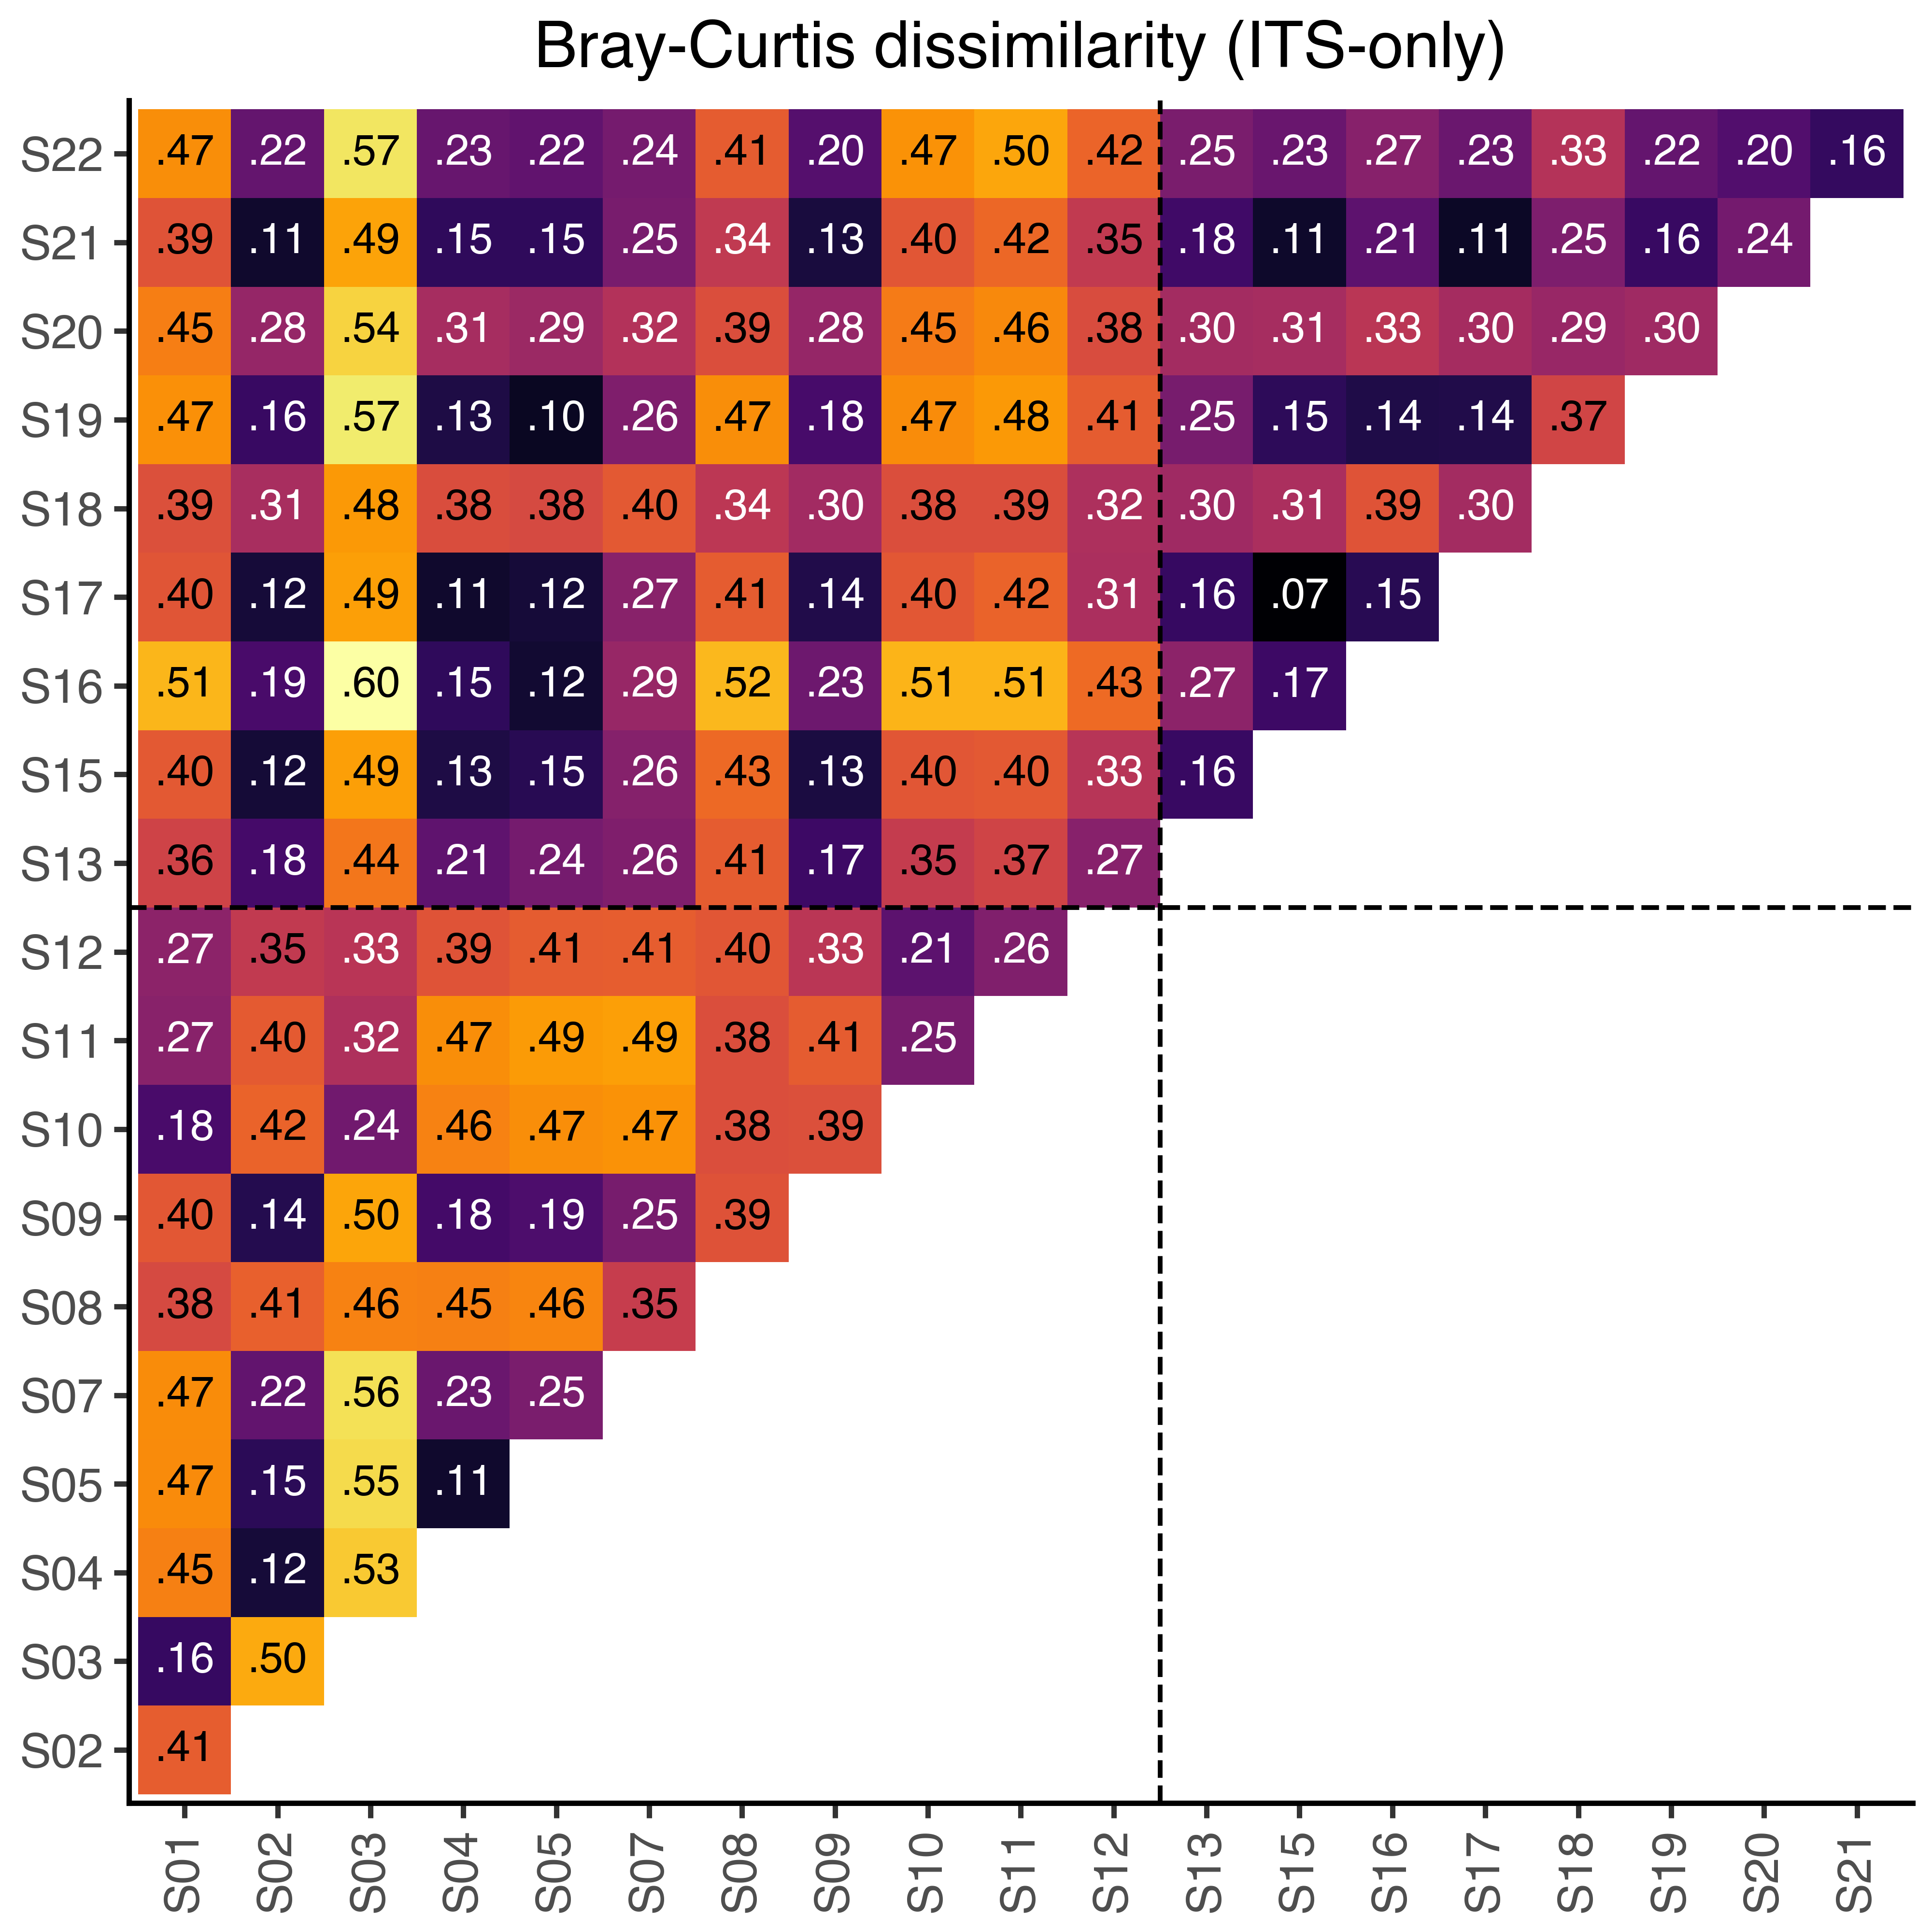 Bray-Curtis dissimilarity (ITS-only)
S22 .47 .22 .57 .23 .22 .24 .41 .20 .47 .50 .42 .25 .23 .27 .23 .33 .22 .20 .16
S21 .39 .11 .49 .15 .15 .25 .34 .13 .40 .42 .35 .18 .11 .21 .11 .25 .16 .24
S20 .45 .28 .54 .31 .29 .32 .39 .28 .45 .46 .38 .30 .31 .33 .30 .29 .30
S19 .47 .16 .57 .13 .10 .26 .47 .18 .47 .48 .41 .25 .15 .14 .14 .37
S18 .39 .31 .48 .38 .38 .40 .34 .30 .38 .39 .32 .30 .31 .39 .30
S17 .40 .12 .49 .11 .12 .27 .41 .14 .40 .42 .31 .16 .07 .15
S16 .51 .19 .60 .15 .12 .29 .52 .23 .51 .51 .43 .27 .17
S15 .40 .12 .49 .13 .15 .26 .43 .13 .40 .40 .33 .16
S13 .36 .18 .44 .21 .24 .26 .41 .17 .35 .37 .27
S12 .27 .35 .33 .39 .41 .41 .40 .33 .21 .26
S11 .27 .40 .32 .47 .49 .49 .38 .41 .25
S10 .18 .42 .24 .46 .47 .47 .38 .39
S09 .40 .14 .50 .18 .19 .25 .39
S08 .38 .41 .46 .45 .46 .35
S07 .47 .22 .56 .23 .25
S05 .47 .15 .55 .11
S04 .45 .12 .53
S03 .16 .50
S02 .41
S01 S02 S03 S04 S05 S07 S08 S09 S10 S11 S12 S13 S15 S16 S17 S18 S19 S20 S21